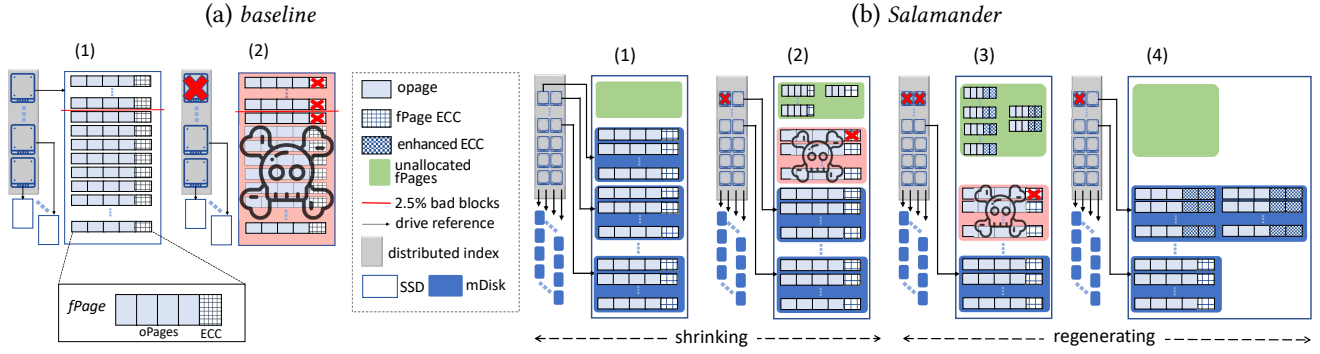 (a) baseline
(b) Salamander
(1)
(2)
opage
fPage ECC
enhanced ECC
unallocated
fPages
2.5% bad blocks
drive reference
distributed index
SSD
mDisk
fPage
oPages
ECC
(1)
(2)
(3)
(4)
shrinking
regenerating